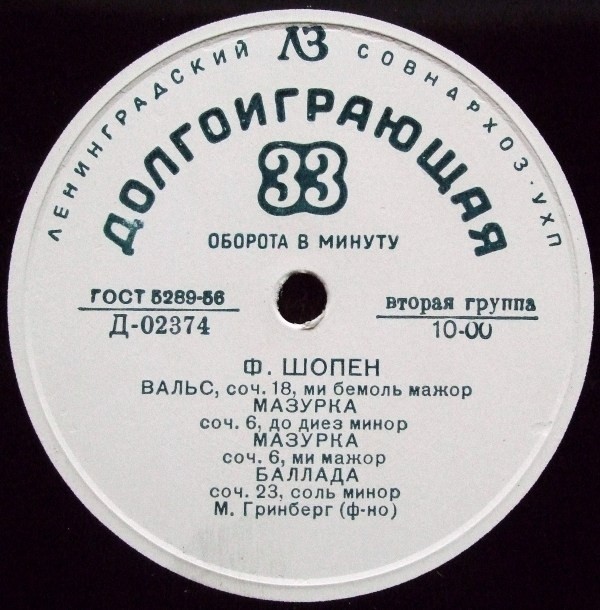 ЛЕНИНГРАДСКИЙ ЛЗ СОВНАРХОЗ-УХП
ДОЛГОИГРАЮЩАЯ
33
ОБОРОТА В МИНУТУ
ГОСТ 5289-56
Д-02374
вторая группа
10-00
Ф. ШОПЕН
ВАЛЬС, соч. 18, ми бемоль мажор
МАЗУРКА
соч. 6, до диез минор
МАЗУРКА
соч. 6, ми мажор
БАЛЛАДА
соч. 23, соль минор
М. Гринберг (ф-но)